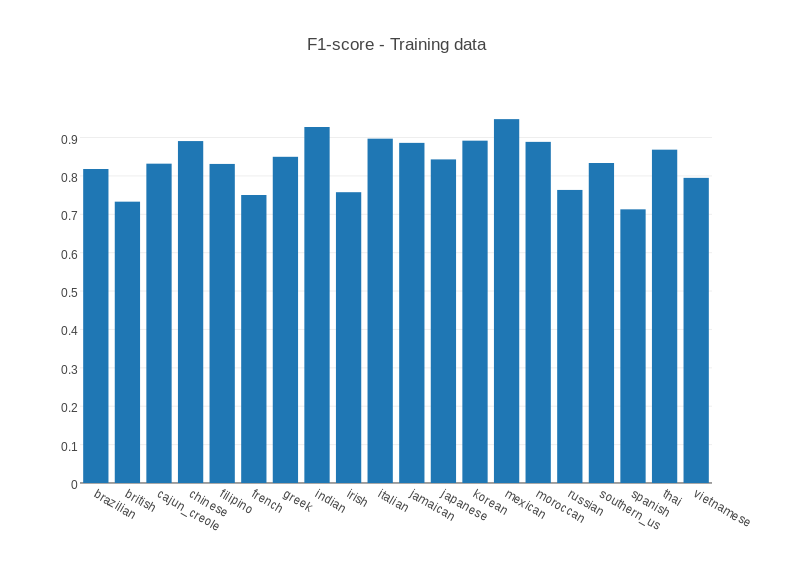 F1-score - Training data
0.9
0.8
0.7
0.6
0.5
0.4
0.3
0.2
0.1
0
brazilian
british
cajun_creole
chinese
filipino
french
greek
indian
irish
italian
jamaican
japanese
korean
mexican
moroccan
russian
southern_us
spanish
thai
vietnamese